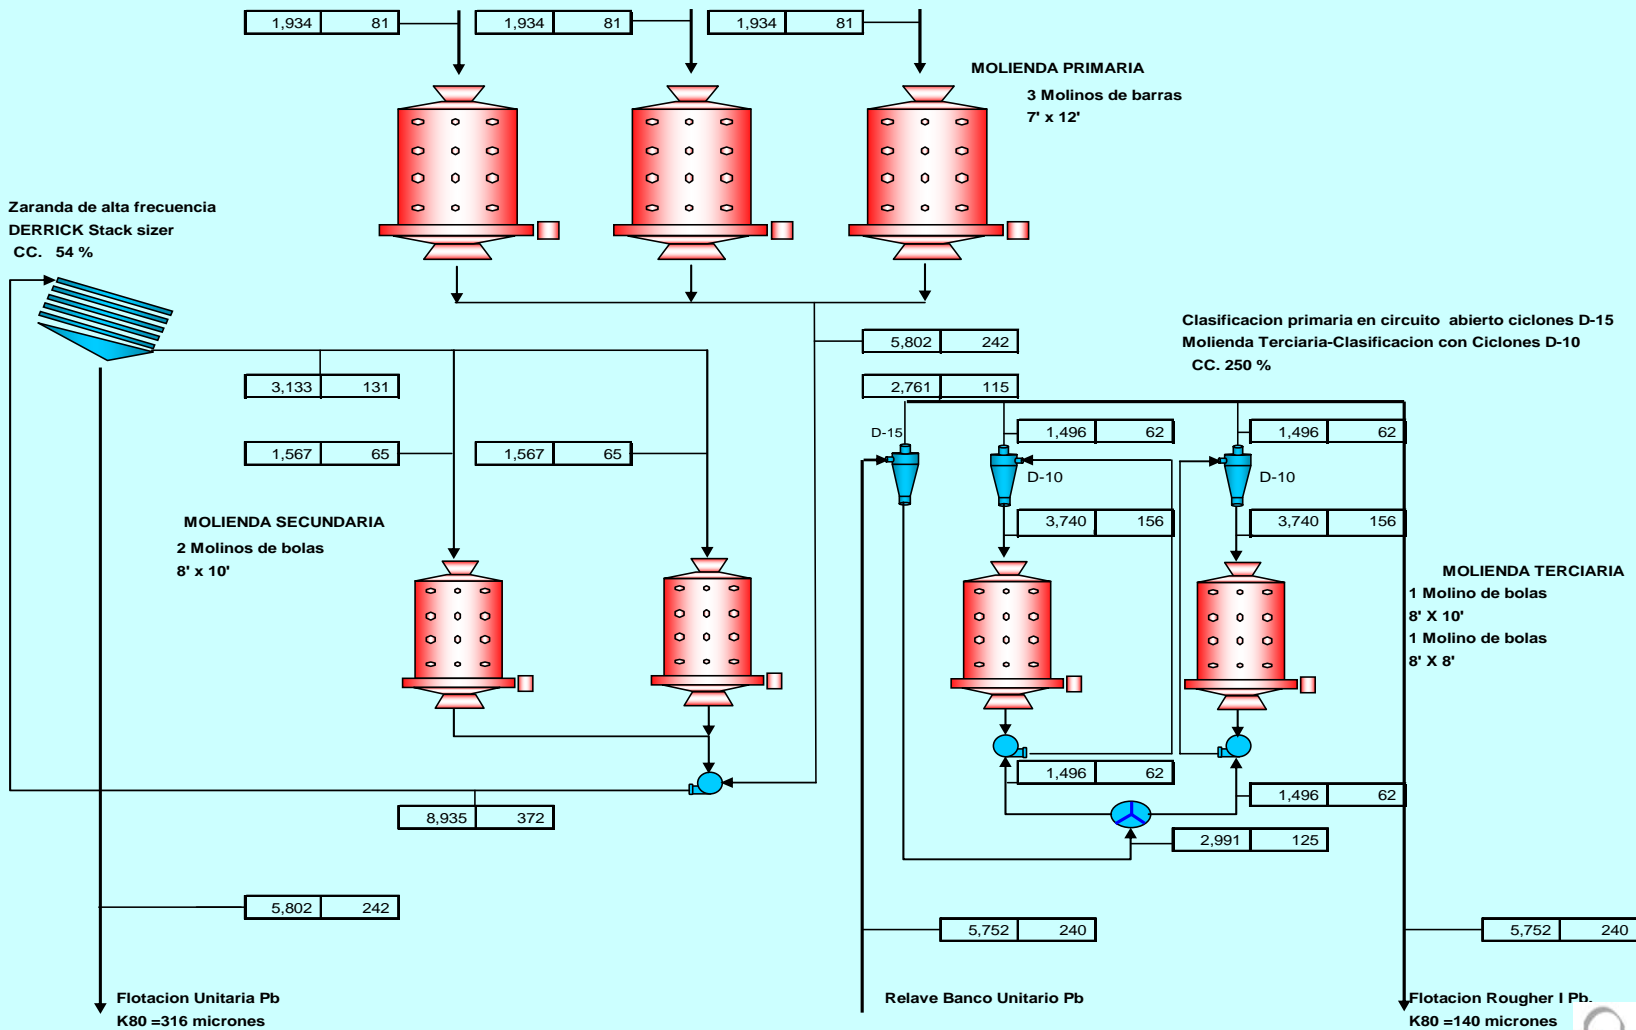 1,934 81
1,934 81
1,934 81
MOLIENDA PRIMARIA
3 Molinos de barras
7' x 12'
Zaranda de alta frecuencia
DERRICK Stack sizer
CC. 54 %
Clasificacion primaria en circuito abierto ciclones D-15
Molienda Terciaria-Clasificacion con Ciclones D-10
CC. 250 %
5,802 242
3,133 131
2,761 115
D-15
1,496 62
1,496 62
1,567 65
1,567 65
D-10
D-10
MOLIENDA SECUNDARIA
2 Molinos de bolas
8' x 10'
3,740 156
3,740 156
MOLIENDA TERCIARIA
1 Molino de bolas
8' X 10'
1 Molino de bolas
8' X 8'
1,496 62
1,496 62
8,935 372
2,991 125
5,802 242
5,752 240
5,752 240
Flotacion Unitaria Pb
K80 =316 micrones
Relave Banco Unitario Pb
Flotacion Rougher I Pb.
K80 =140 micrones